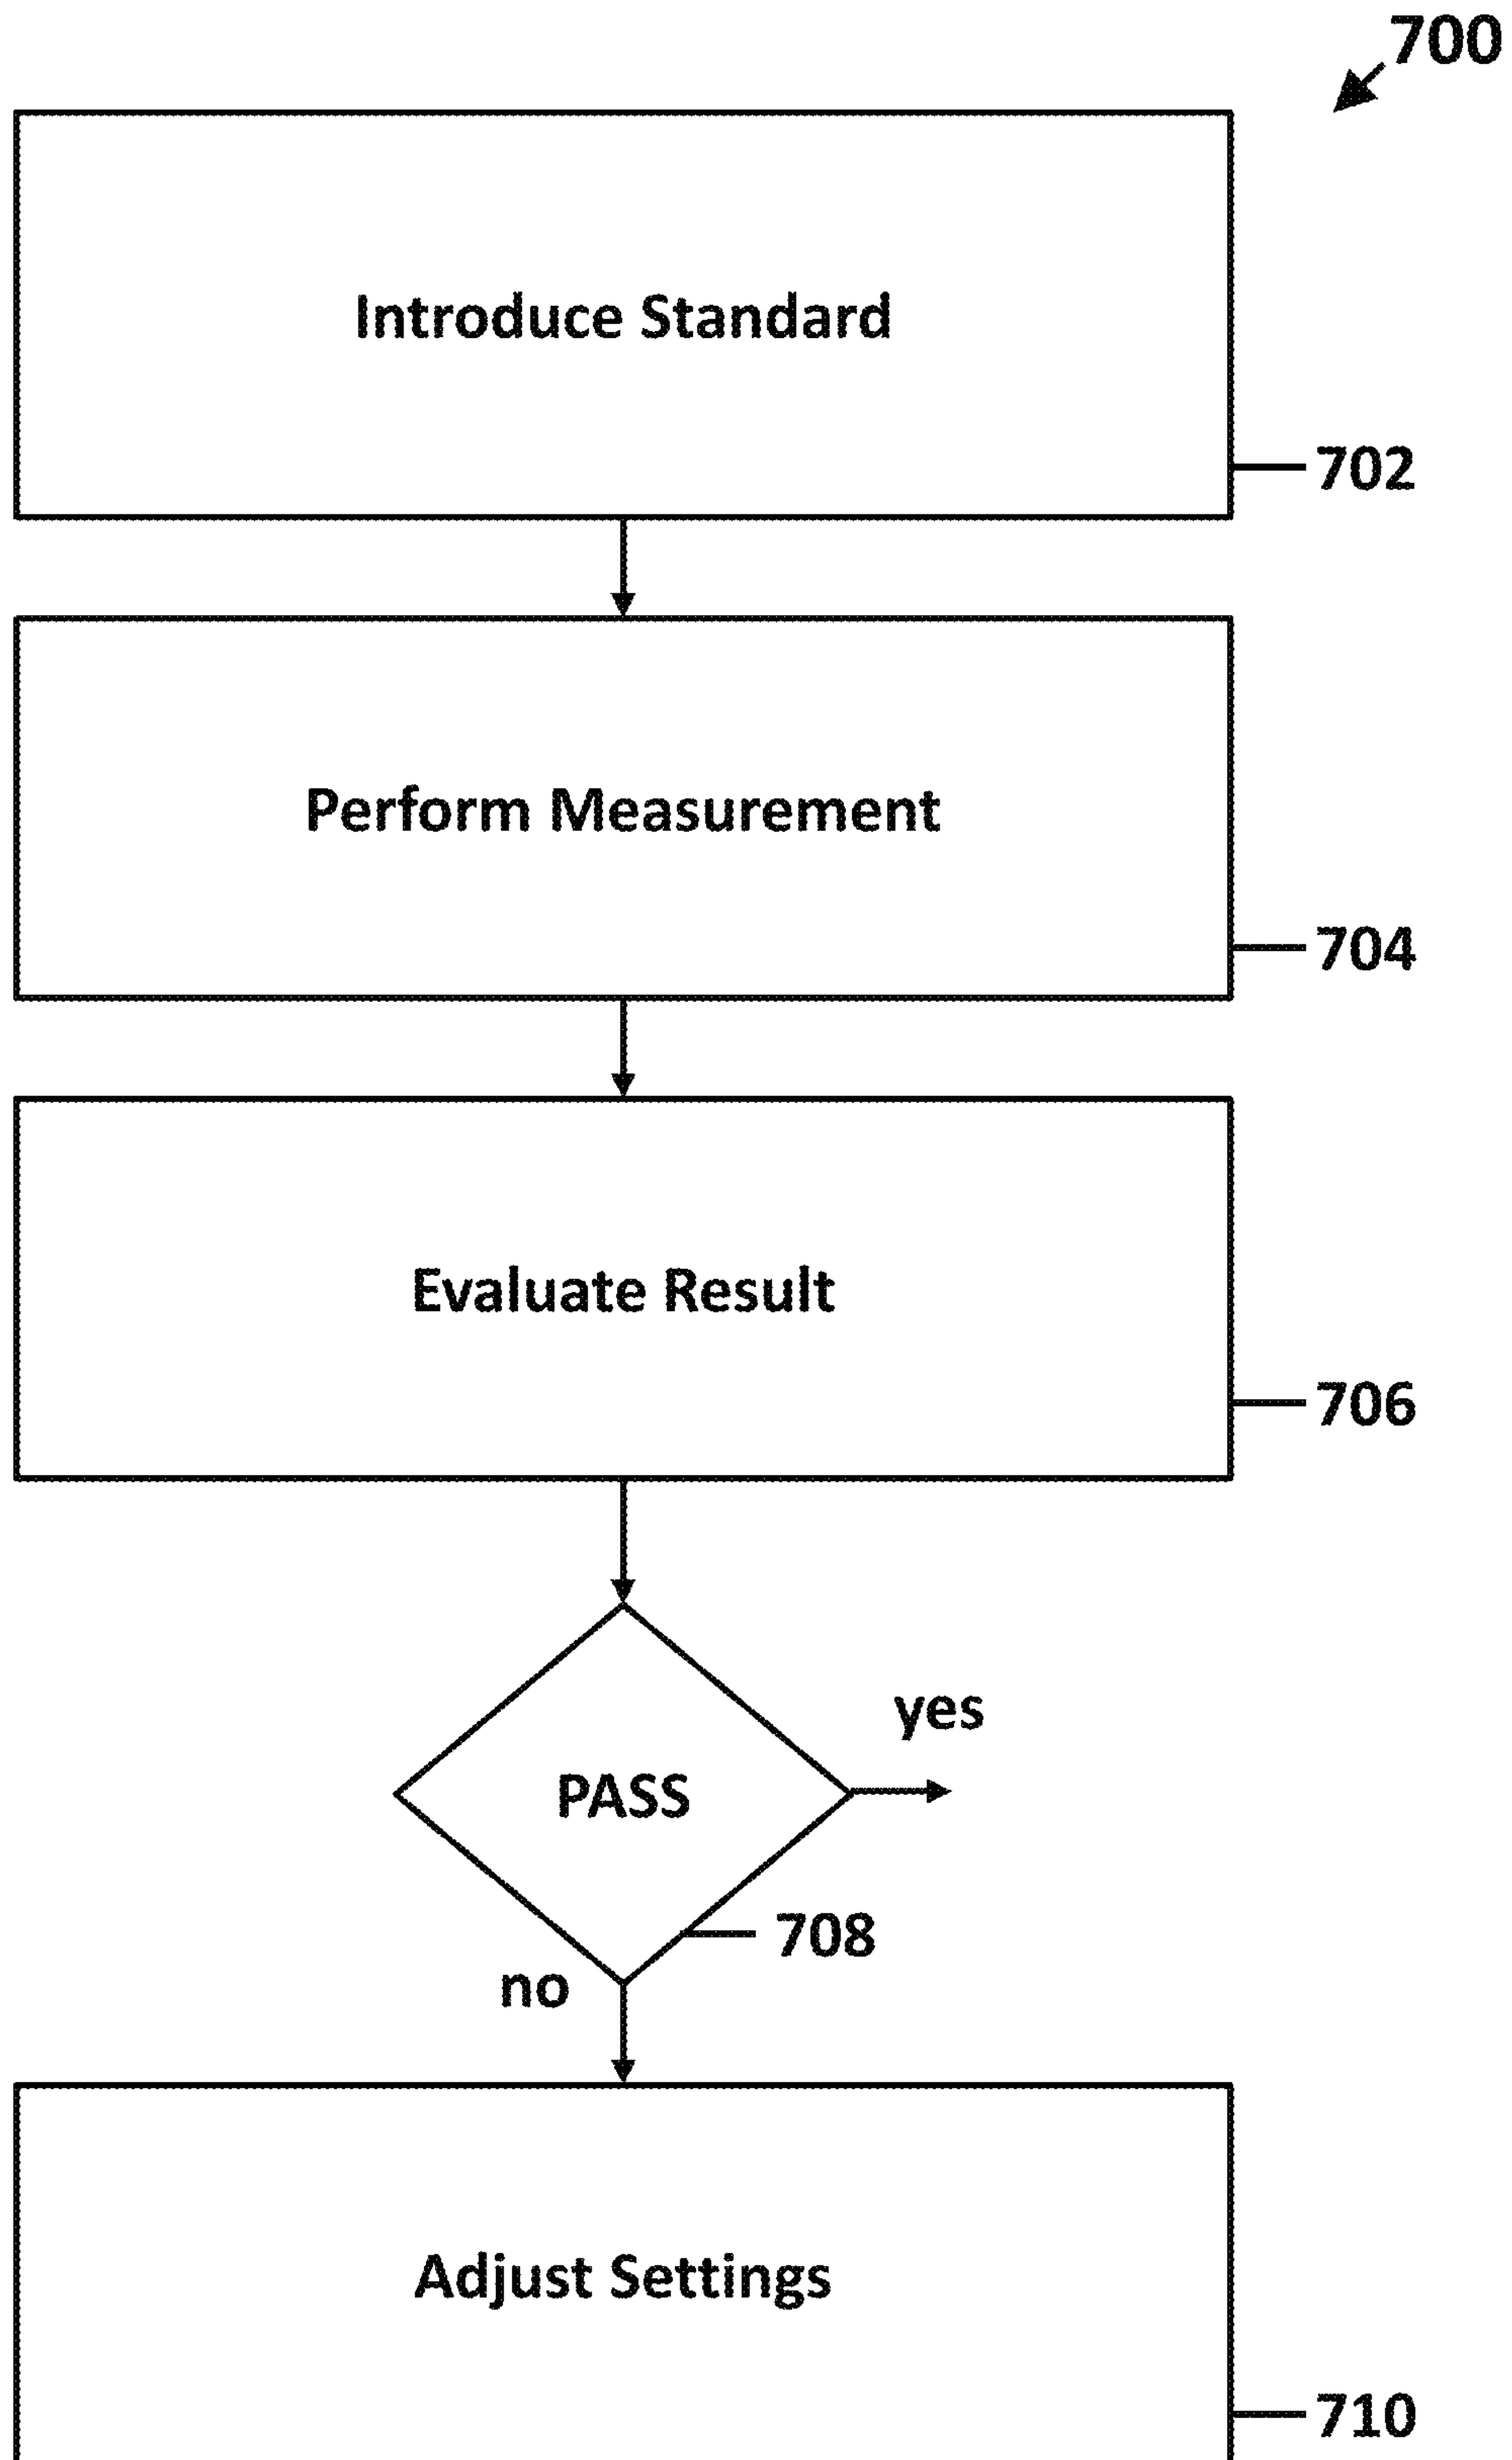 700
Introduce Standard
702
Perform Measurement
704
Evaluate Result
706
yes
PASS
708
no
Adjust Settings
710